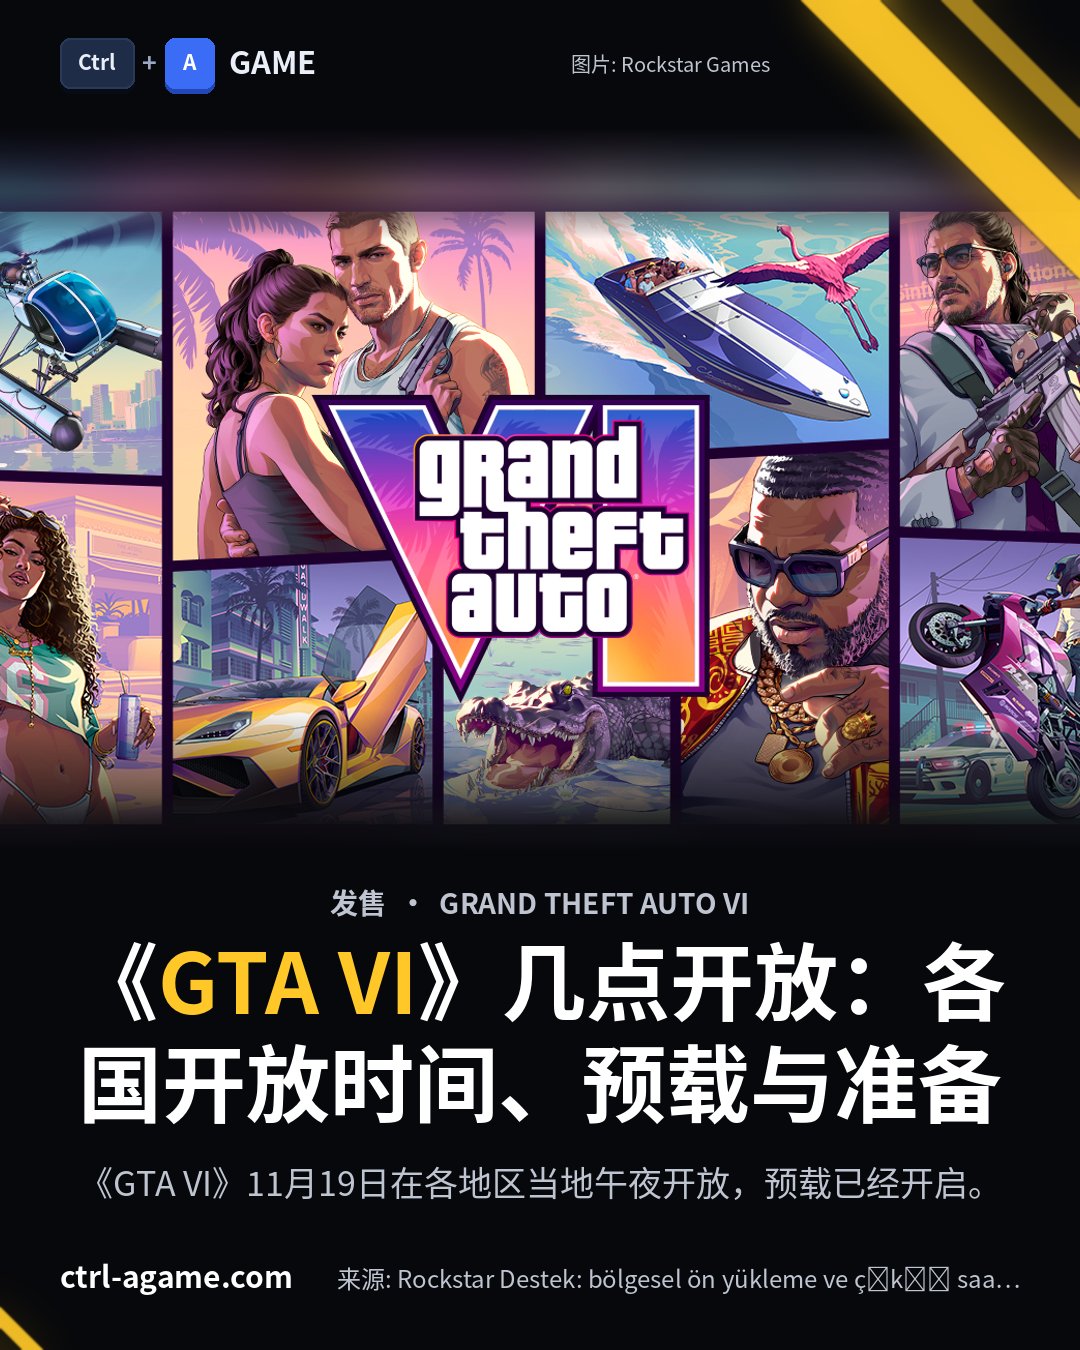 Ctrl + A GAME
图片: Rockstar Games
grand
theft
auto
VI
发售 • GRAND THEFT AUTO VI
《GTA VI》几点开放：各
国开放时间、预载与准备
《GTA VI》11月19日在各地区当地午夜开放，预载已经开启。
ctrl-agame.com
来源: Rockstar Destek: bölgesel ön yükleme ve saa…